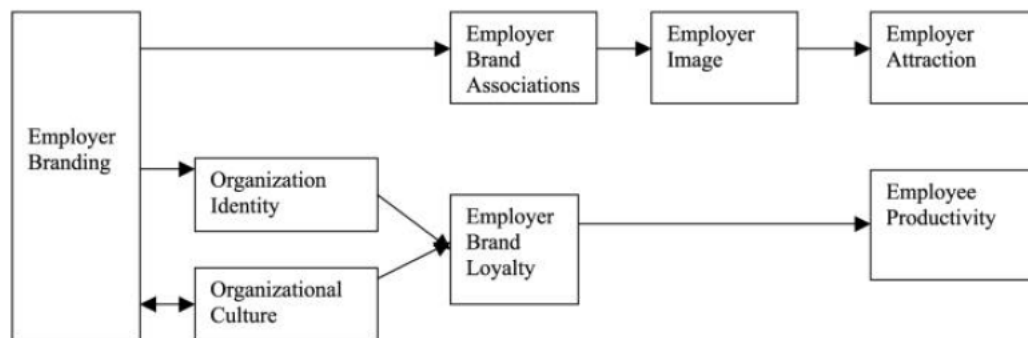 Employer
Branding
Employer
Brand
Associations
Employer
Image
Employer
Attraction
Organization
Identity
Organizational
Culture
Employer
Brand
Loyalty
Employee
Productivity